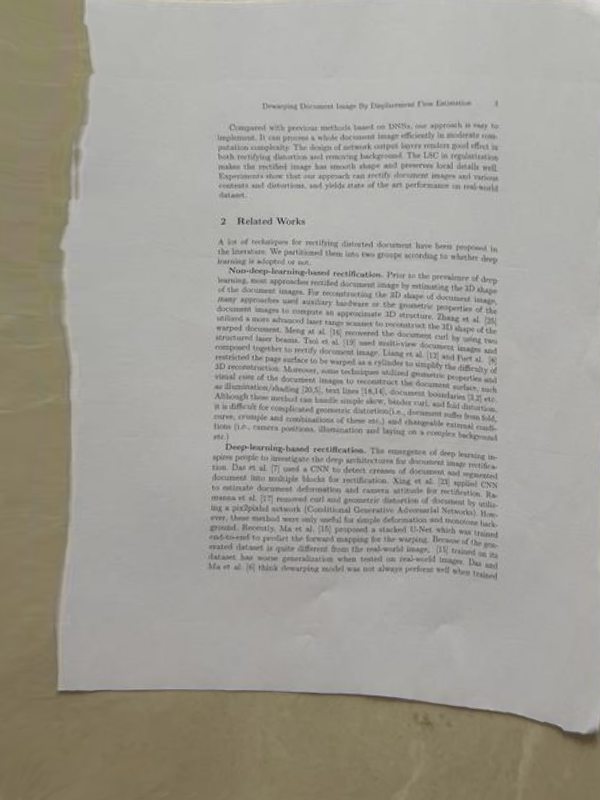 Dewarping Document Image By Displacement Flow Estimation 3
Compared with previous methods based on DNNs, our approach is easy to
implement. It can process a whole document image efficiently in moderate com-
putation complexity. The design of network output layers renders good effect in
both rectifying distortion and removing background. The LSC in regularization
makes the rectified image has smooth shape and preserves local details well.
Experiments show that our approach can rectify document images and various
contents and distortions, and yields state of the art performance on real-world
dataset.
2 Related Works
A lot of techniques for rectifying distorted document have been proposed in
the literature. We partitioned them into two groups according to whether deep
learning is adopted or not.
Non-deep-learning-based rectification. Prior to the prevalence of deep
learning, most approaches rectified document image by estimating the 3D shape
of the document images. For reconstructing the 3D shape of document image,
many approaches used auxiliary hardware or the geometric properties of the
document images to compute an approximate 3D structure. Zhang et al. [25]
utilized a more advanced laser range scanner to reconstruct the 3D shape of the
warped document. Meng et al. [16] recovered the document curl by using two
structured laser beams. Tsoi et al. [19] used multi-view document images and
composed together to rectify document image. Liang et al. [12] and Fu et al. [8]
restricted the page surface to be warped as a cylinder to simplify the difficulty of
3D reconstruction. Moreover, some techniques utilized geometric properties and
visual cues of the document images to reconstruct the document surface, such
as illumination/shading [20,5], text lines [18,14], document boundaries [3,2] etc.
Although these method can handle simple skew, binder curl, and fold distortion,
it is difficult for complicated geometric distortion(i.e., document suffer from fold,
curve, crumple and combinations of these etc.) and changeable external condi-
tions (i.e., camera positions, illumination and laying on a complex background
etc.)
Deep-learning-based rectification. The emergence of deep learning in-
spires people to investigate the deep architectures for document image rectifica-
tion. Das et al. [7] used a CNN to detect creases of document and segmented
document into multiple blocks for rectification. Xing et al. [23] applied CNN
to estimate document deformation and camera attitude for rectification. Ra-
manna et al. [17] removed curl and geometric distortion of document by utiliz-
ing a pix2pixhd network (Conditional Generative Adversarial Networks). How-
ever, these method were only useful for simple deformation and monotone back-
ground. Recently, Ma et al. [15] proposed a stacked U-Net which was trained
end-to-end to predict the forward mapping for the warping. Because of the gen-
erated dataset is quite different from the real-world image, [15] trained on its
dataset has worse generalization when tested on real-world images. Das and
Ma et al. [6] think dewarping model was not always perform well when trained